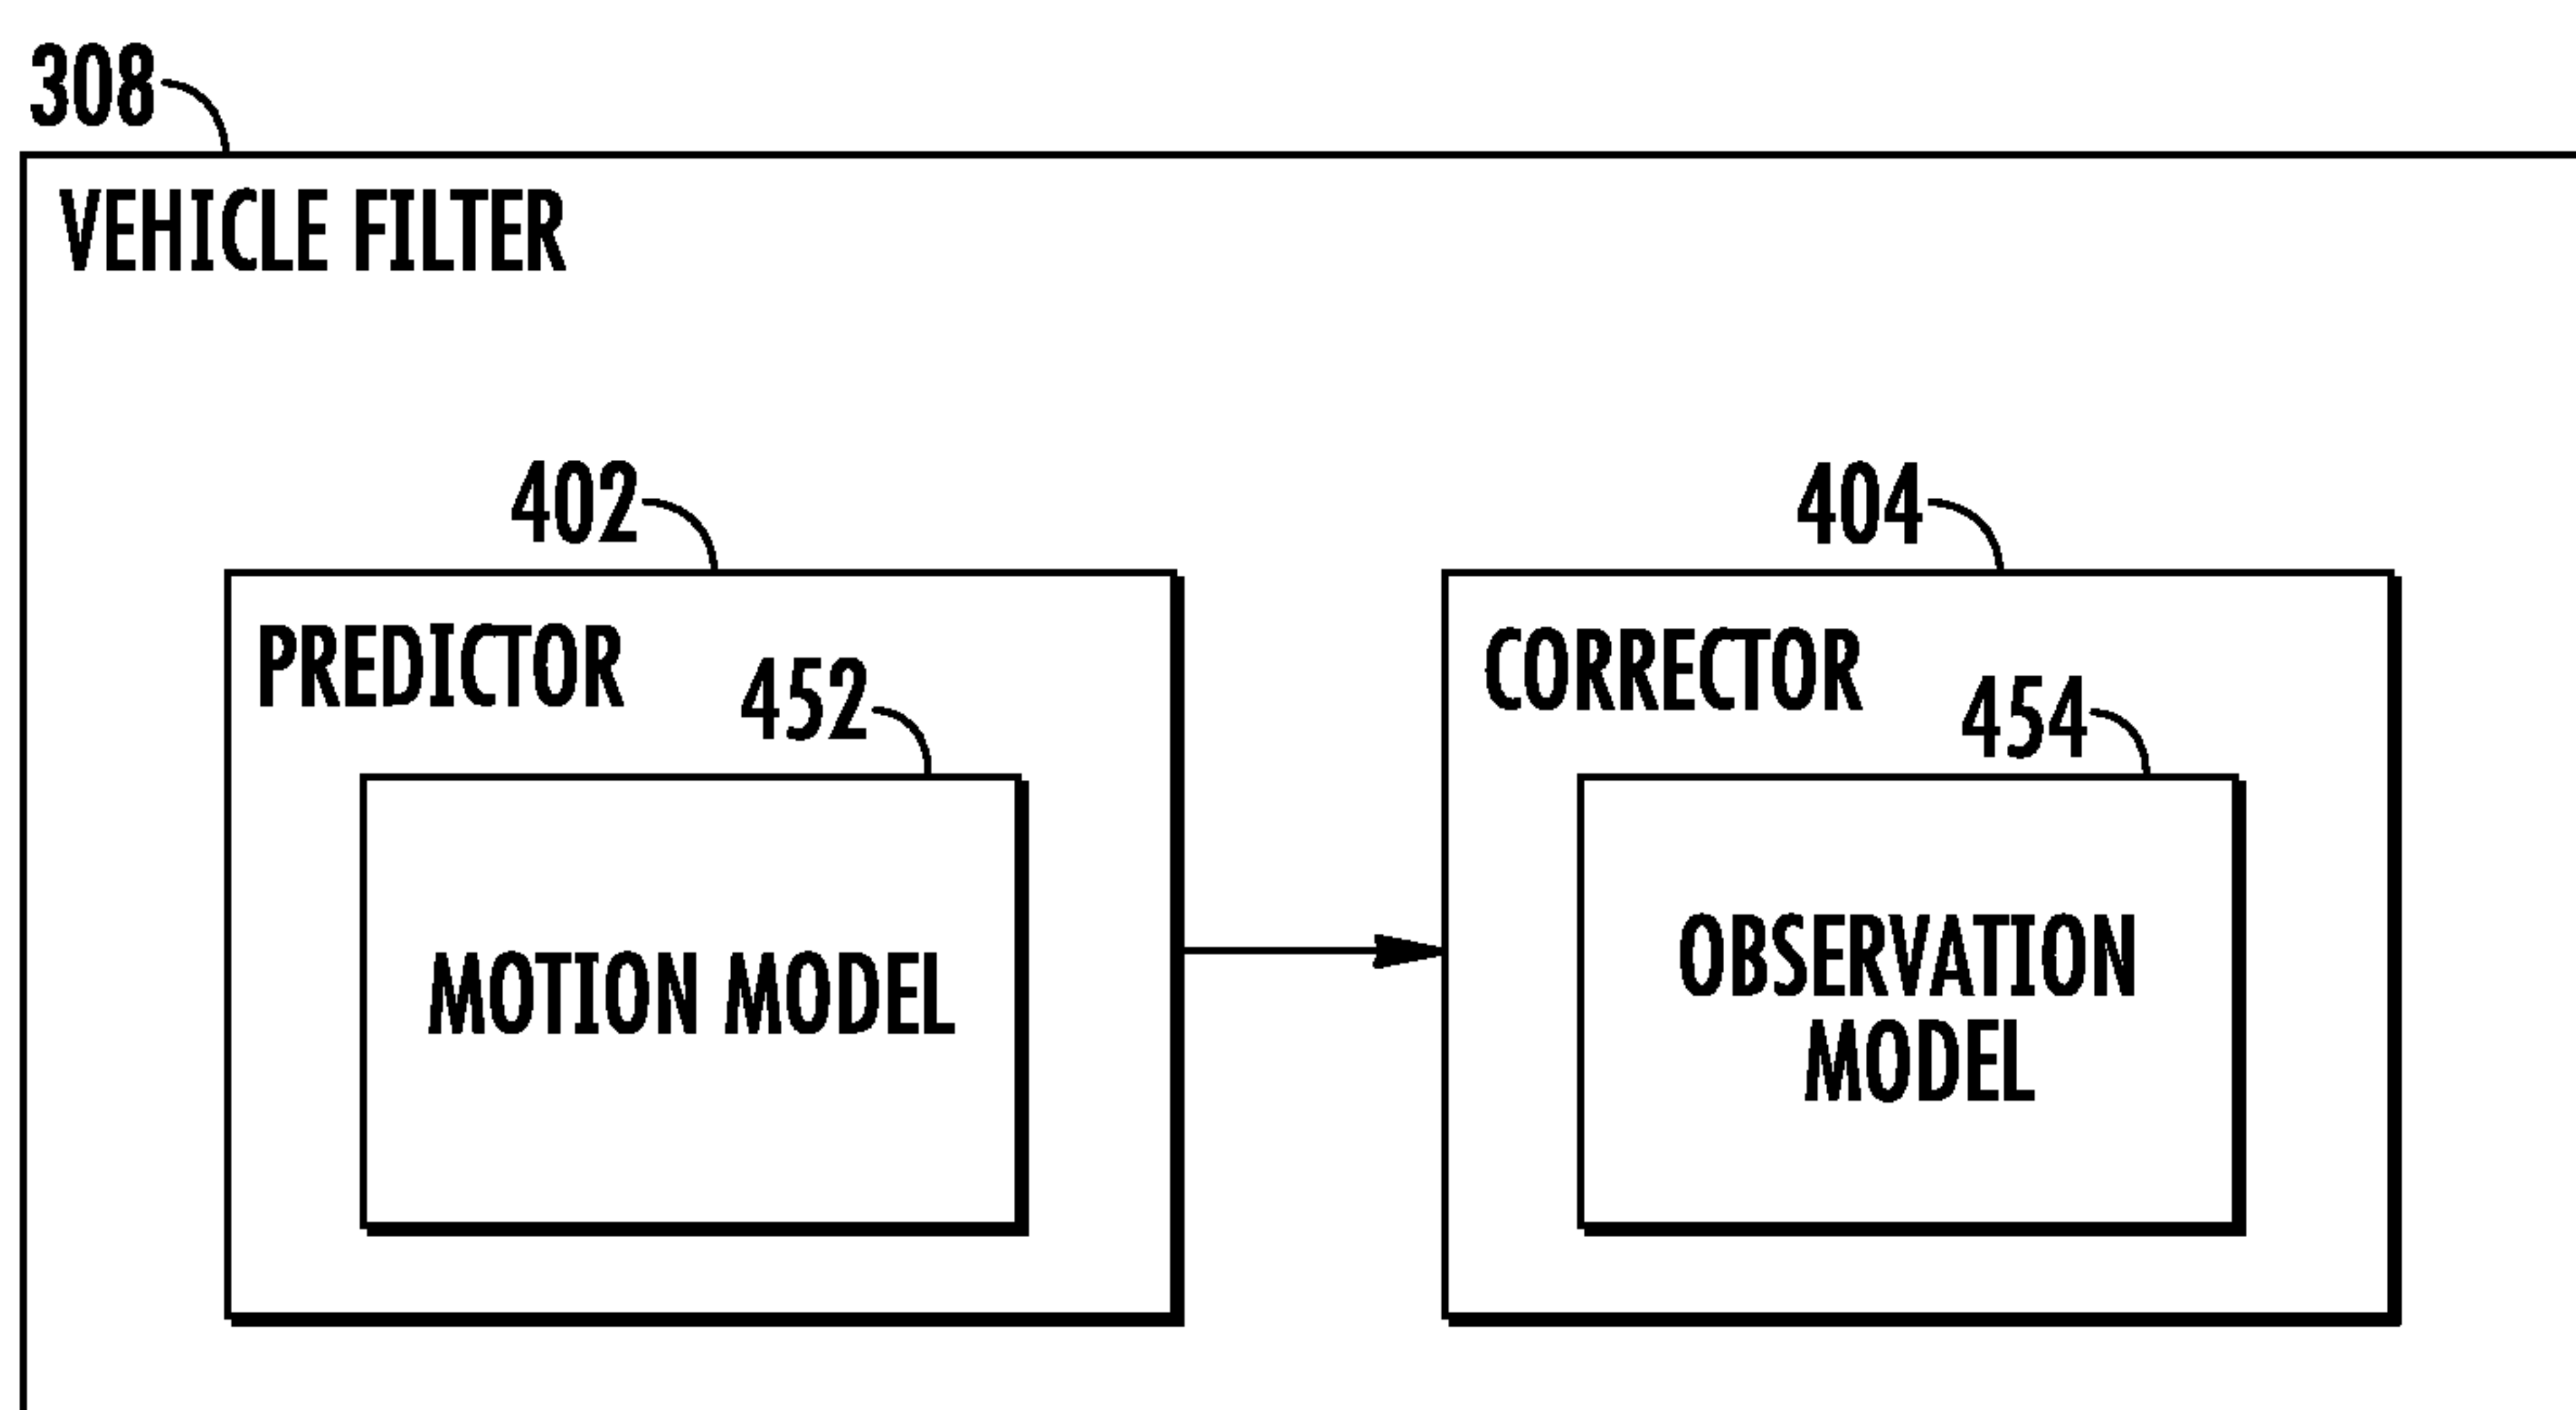 308
VEHICLE FILTER
402
404
PREDICTOR
CORRECTOR
452
454
MOTION MODEL
OBSERVATION
MODEL